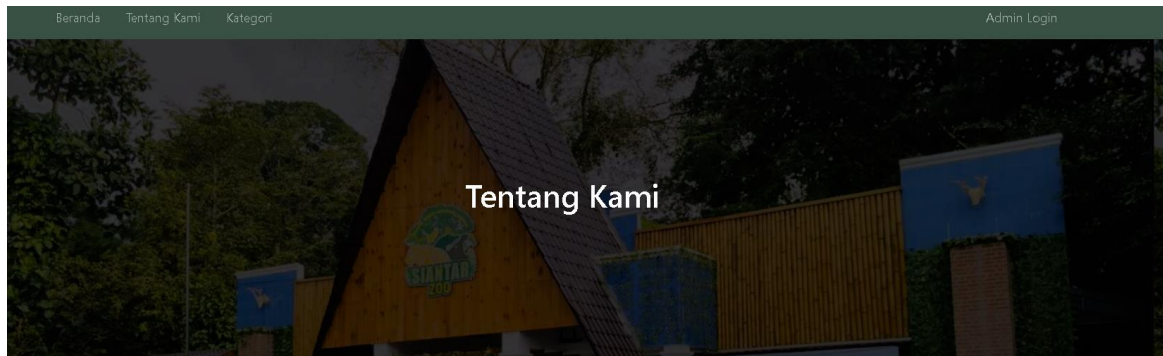 Beranda Tentang Kami Kategori Admin Login
Tentang Kami
SIANTAR
ZOO